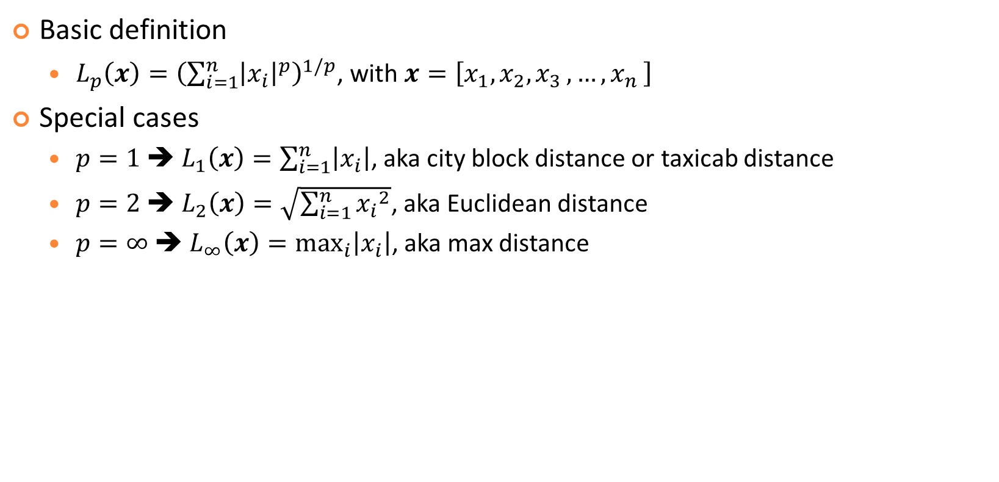 Basic definition
• $L_p(\boldsymbol{x}) = (\sum_{i=1}^{n} |x_i|^p)^{1/p}$, with $\boldsymbol{x} = [x_1, x_2, x_3, \ldots, x_n]$
Special cases
• $p = 1$ 🡺 $L_1(\boldsymbol{x}) = \sum_{i=1}^{n} |x_i|$, aka city block distance or taxicab distance
• $p = 2$ 🡺 $L_2(\boldsymbol{x}) = \sqrt{\sum_{i=1}^{n} {x_i}^2}$, aka Euclidean distance
• $p = \infty$ 🡺 $L_\infty(\boldsymbol{x}) = \max_i |x_i|$, aka max distance